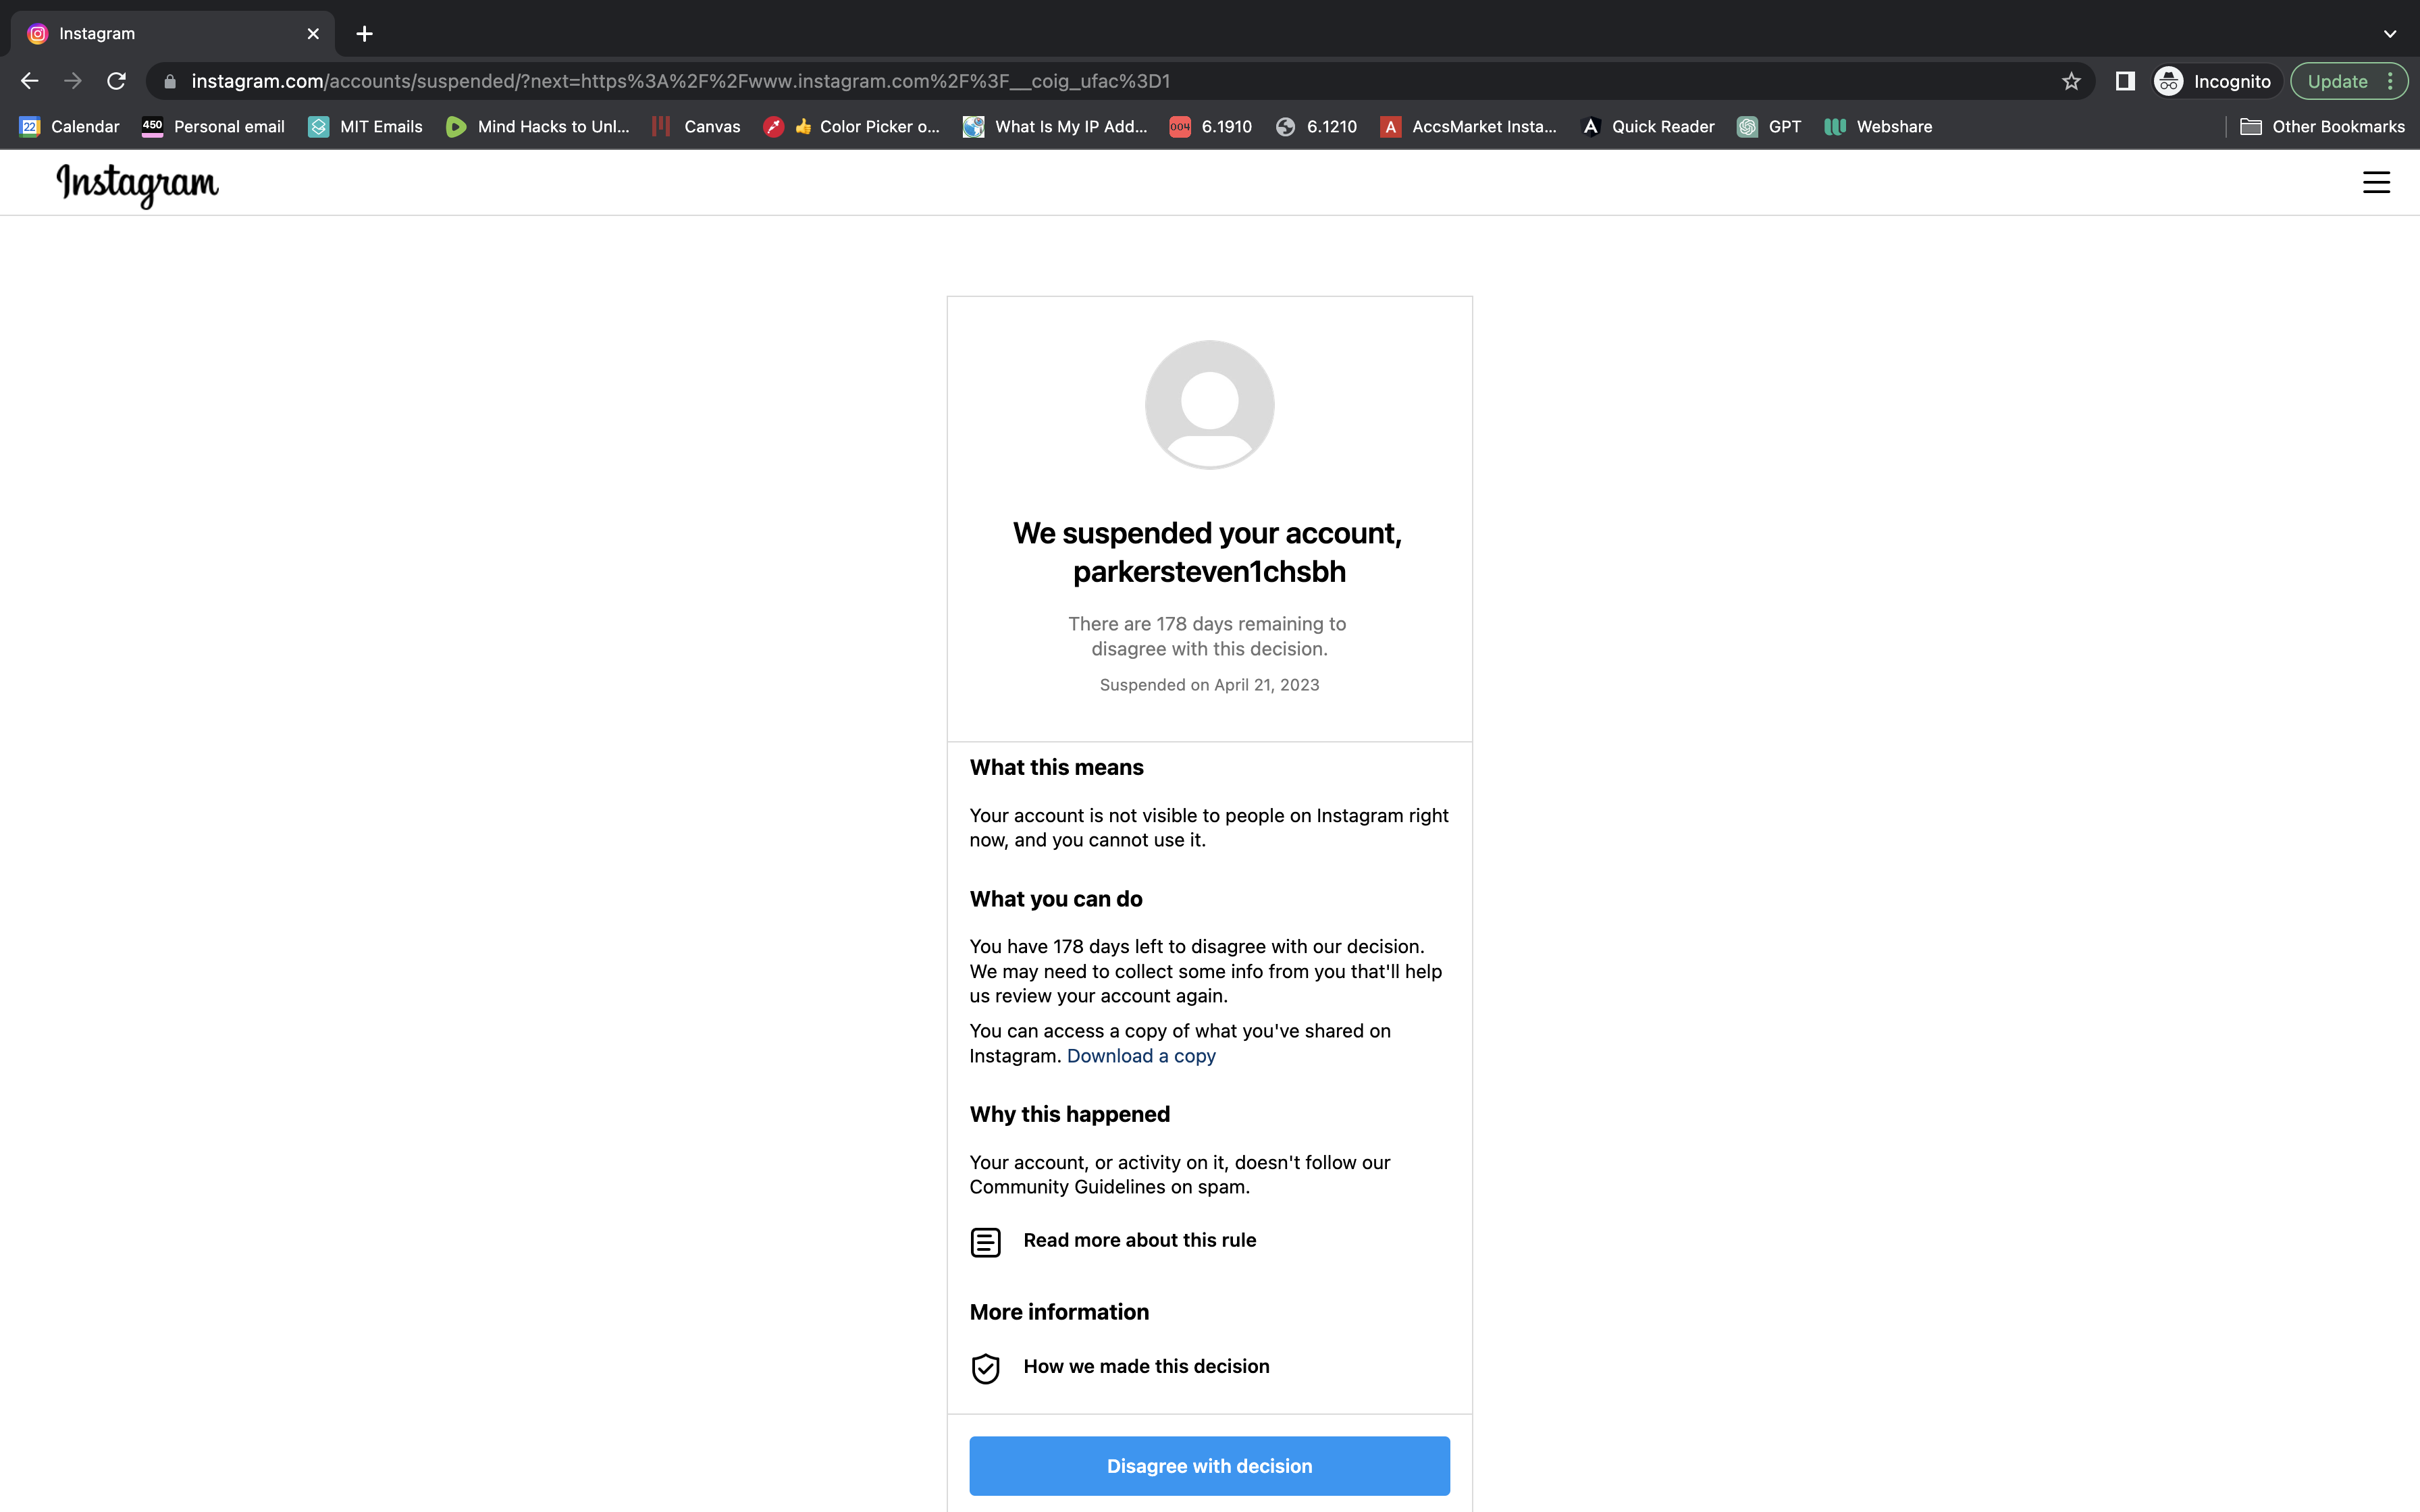 Instagram
instagram.com/accounts/suspended/?next=https%3A%2F%2Fwww.instagram.com%2F%3F__coig_ufac%3D1
Incognito
Update
22 Calendar
450 Personal email
MIT Emails
Mind Hacks to Unl...
Canvas
👍 Color Picker o...
What Is My IP Add...
004 6.1910
6.1210
A AccsMarket Insta...
A Quick Reader
GPT
Webshare
Other Bookmarks
Instagram
We suspended your account,
parkersteven1chsbh
There are 178 days remaining to
disagree with this decision.
Suspended on April 21, 2023
What this means
Your account is not visible to people on Instagram right
now, and you cannot use it.
What you can do
You have 178 days left to disagree with our decision.
We may need to collect some info from you that'll help
us review your account again.
You can access a copy of what you've shared on
Instagram. Download a copy
Why this happened
Your account, or activity on it, doesn't follow our
Community Guidelines on spam.
Read more about this rule
More information
How we made this decision
Disagree with decision